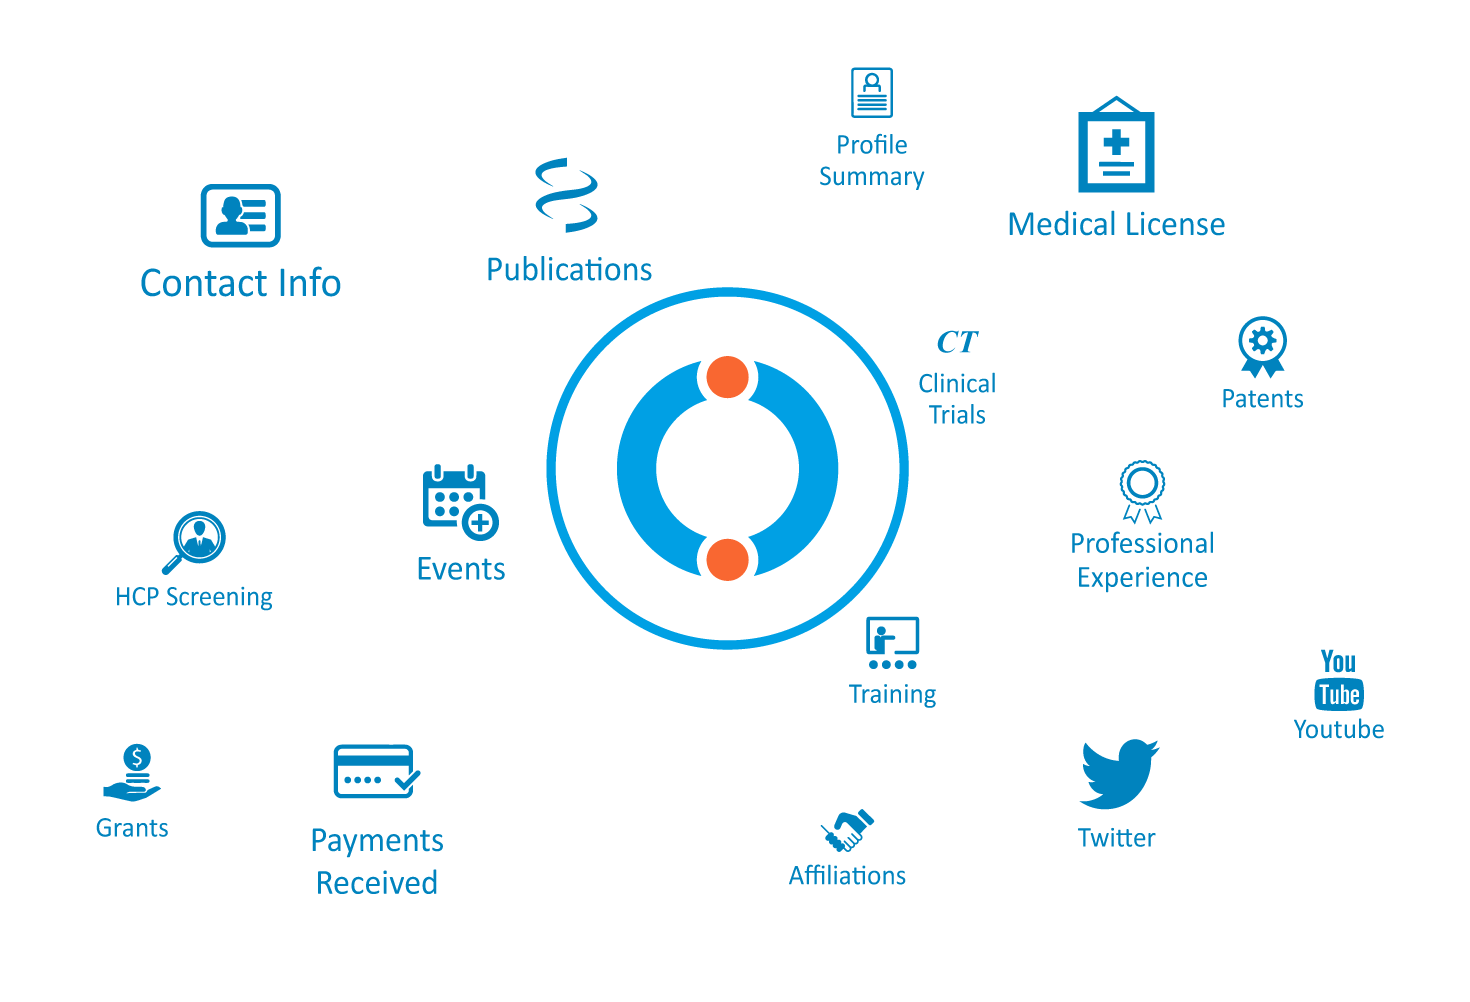 Profile
Summary
Medical License
Contact Info
Publications
CT
Clinical
Trials
Patents
Events
HCP Screening
Professional
Experience
Training
You
Tube
Youtube
$
Grants
Payments
Received
Affiliations
Twitter